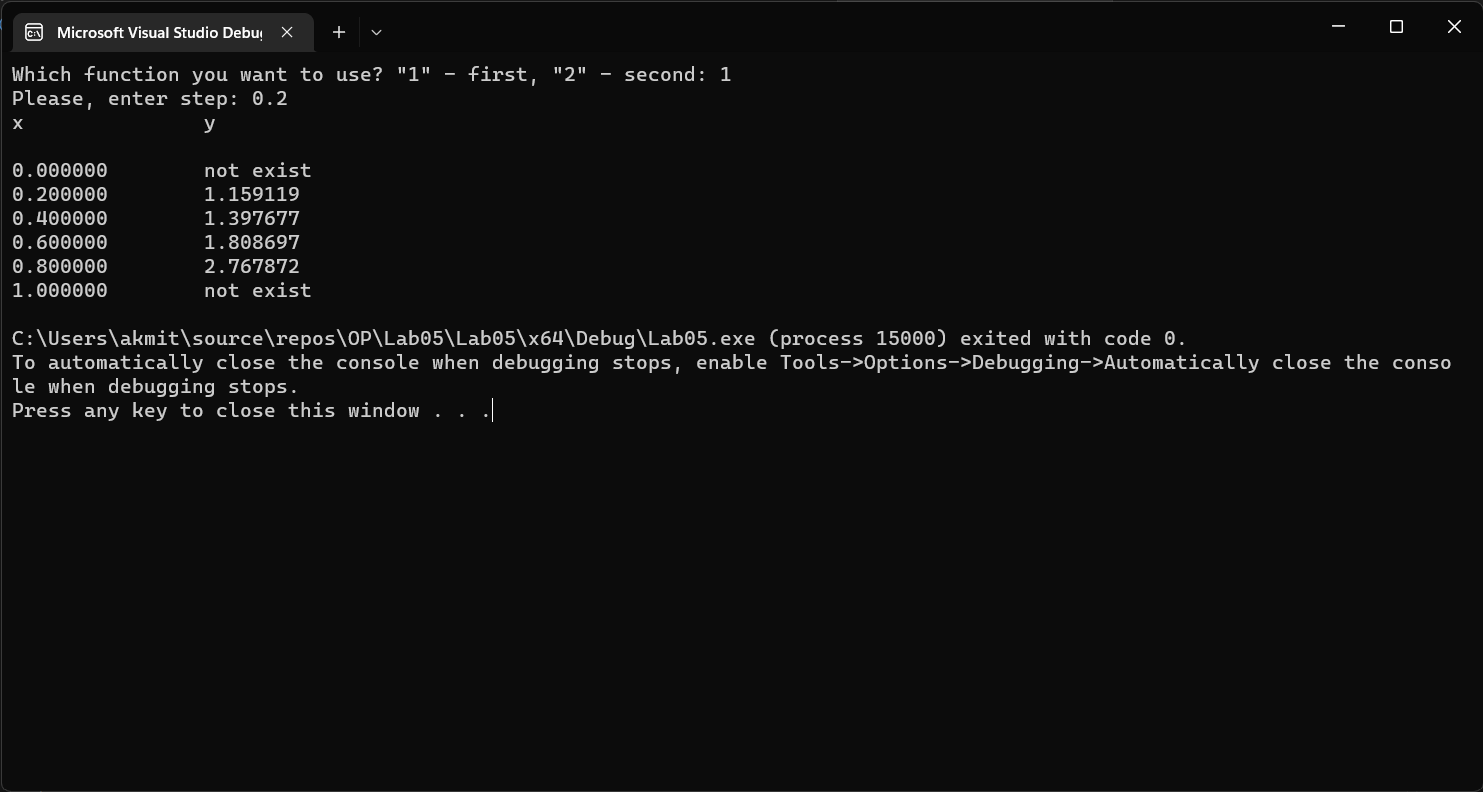 Microsoft Visual Studio Debu
Which function you want to use? "1" - first, "2" - second: 1
Please, enter step: 0.2
x y
0.000000 not exist
0.200000 1.159119
0.400000 1.397677
0.600000 1.808697
0.800000 2.767872
1.000000 not exist
C:\Users\akmit\source\repos\OP\Lab05\Lab05\x64\Debug\Lab05.exe (process 15000) exited with code 0.
To automatically close the console when debugging stops, enable Tools->Options->Debugging->Automatically close the conso
le when debugging stops.
Press any key to close this window . . .